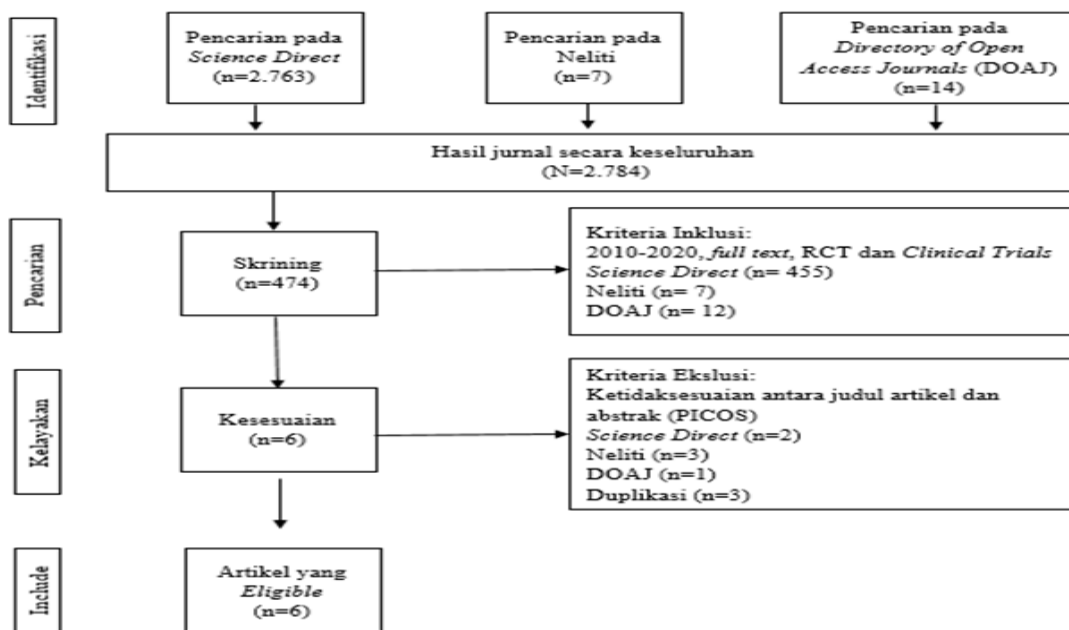 Identifikasi
Pencarian pada
Science Direct
(n=2.763)
Pencarian pada
Neliti
(n=7)
Pencarian pada
Directory of Open
Access Journals (DOAJ)
(n=14)
Hasil jurnal secara keseluruhan
(N=2.784)
Pencarian
Skrining
(n=474)
Kriteria Inklusi:
2010-2020, full text, RCT dan Clinical Trials
Science Direct (n= 455)
Neliti (n= 7)
DOAJ (n= 12)
Kelayakan
Kesesuaian
(n=6)
Kriteria Ekslusi:
Ketidaksesuaian antara judul artikel dan
abstrak (PICOS)
Science Direct (n=2)
Neliti (n=3)
DOAJ (n=1)
Duplikasi (n=3)
Include
Artikel yang
Eligible
(n=6)